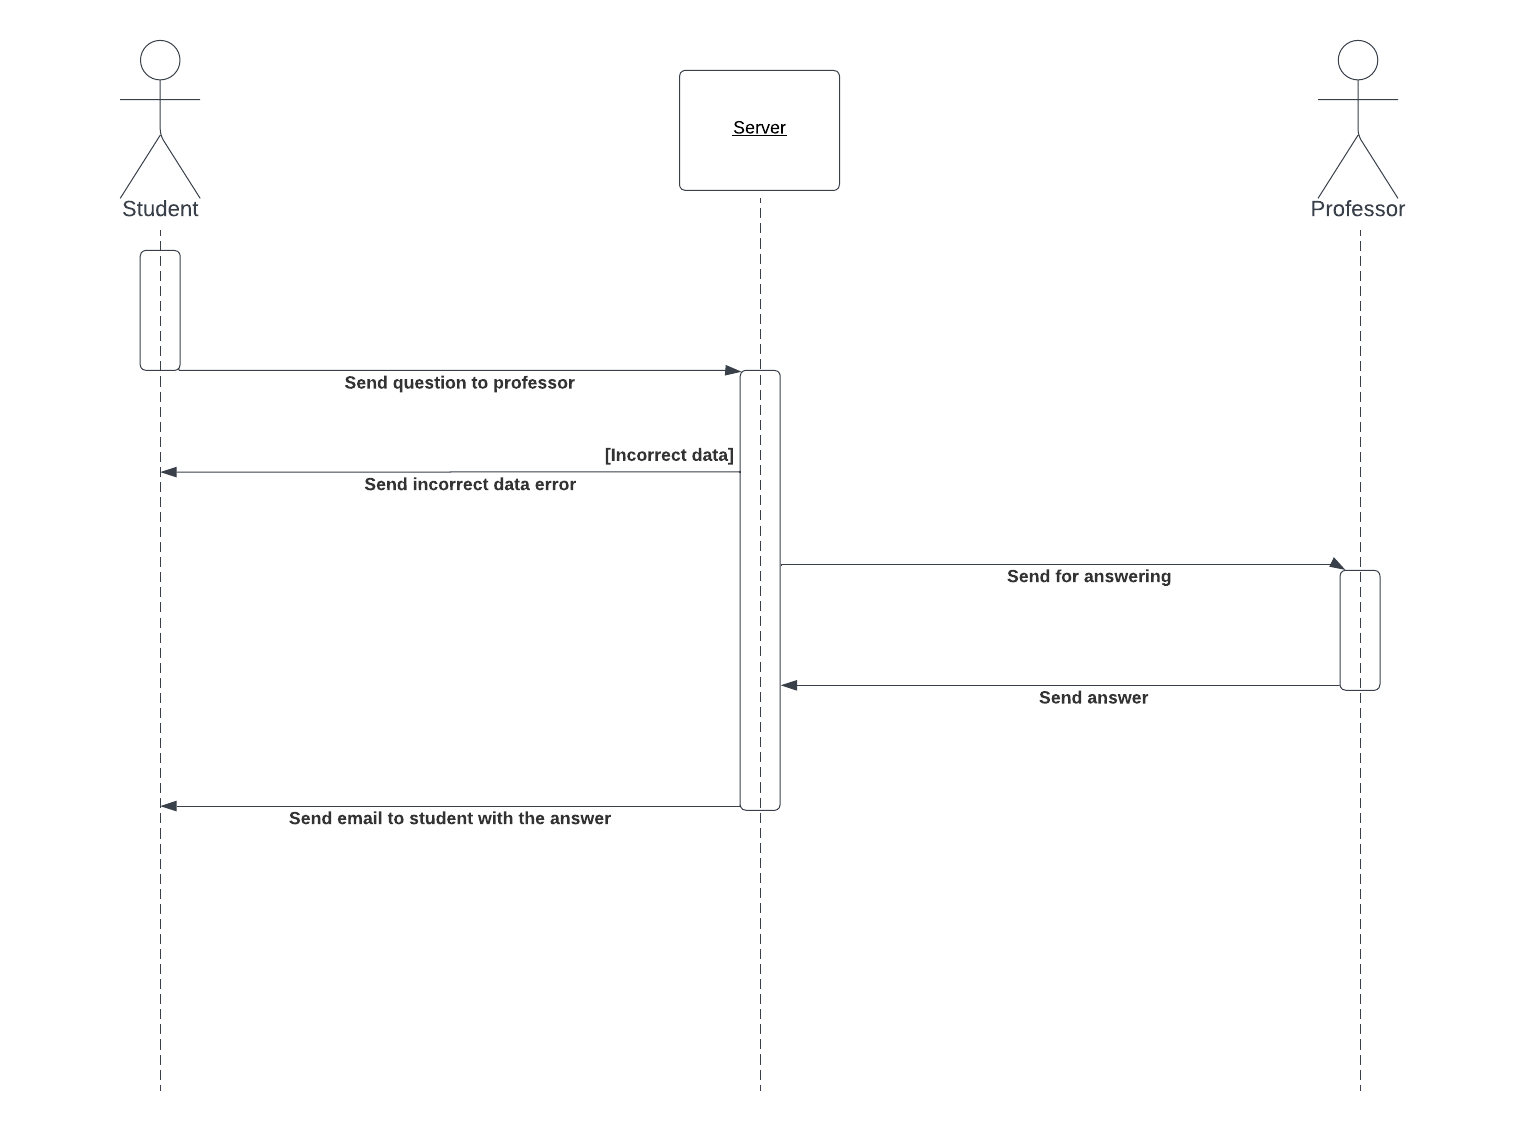 Server
Student
Professor
Send question to professor
[Incorrect data]
Send incorrect data error
Send for answering
Send answer
Send email to student with the answer